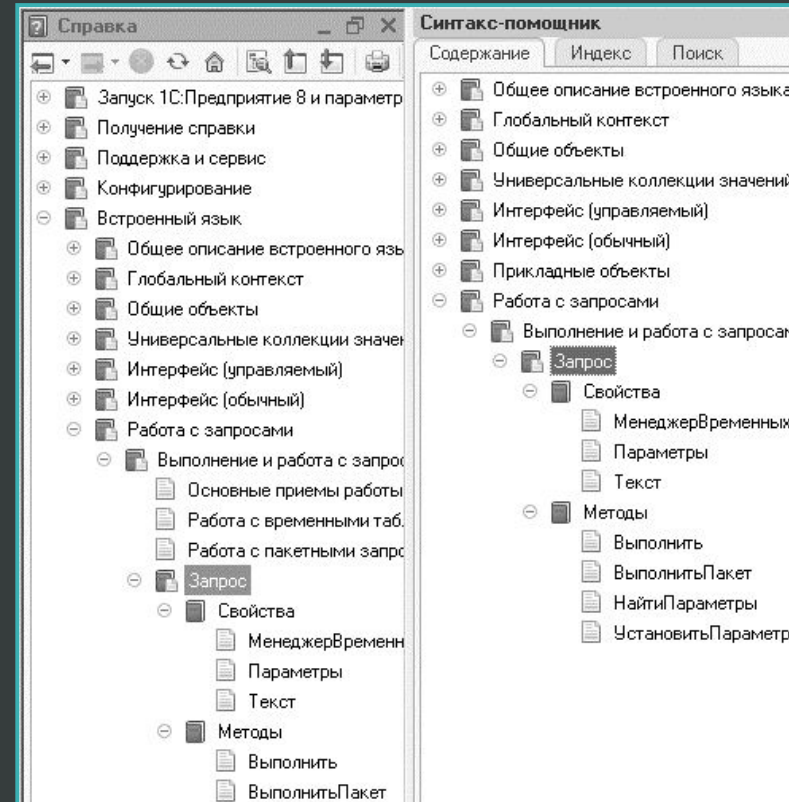 Справка
Запуск 1С:Предприятие 8 и параметр
Получение справки
Поддержка и сервис
Конфигурирование
Встроенный язык
Общее описание встроенного язы
Глобальный контекст
Общие объекты
Универсальные коллекции значен
Интерфейс (управляемый)
Интерфейс (обычный)
Работа с запросами
Выполнение и работа с запрос
Основные приемы работы
Работа с временными таб.
Работа с пакетными запро
Запрос
Свойства
МенеджерВременн
Параметры
Текст
Методы
Выполнить
ВыполнитьПакет
Синтакс-помощник
Содержание Индекс Поиск
Общее описание встроенного языка
Глобальный контекст
Общие объекты
Универсальные коллекции значений
Интерфейс (управляемый)
Интерфейс (обычный)
Прикладные объекты
Работа с запросами
Выполнение и работа с запросам
Запрос
Свойства
МенеджерВременных
Параметры
Текст
Методы
Выполнить
ВыполнитьПакет
НайтиПараметры
УстановитьПараметр